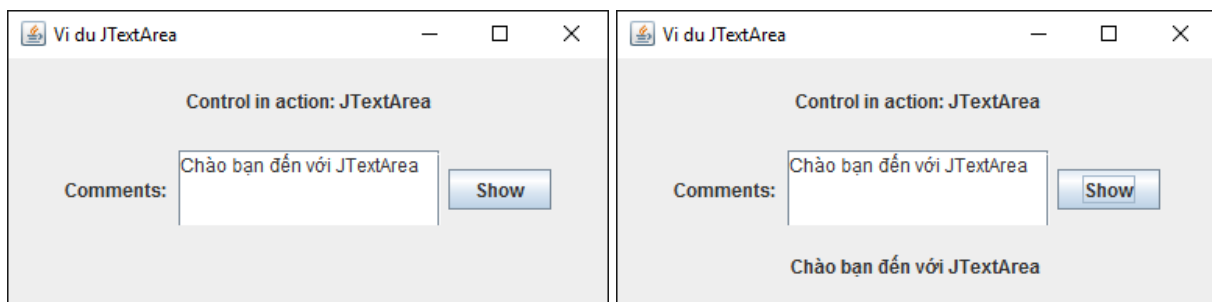 Vi du JTextArea
Control in action: JTextArea
Comments:
Chào bạn đến với JTextArea
Show
Vi du JTextArea
Control in action: JTextArea
Comments:
Chào bạn đến với JTextArea
Show
Chào bạn đến với JTextArea